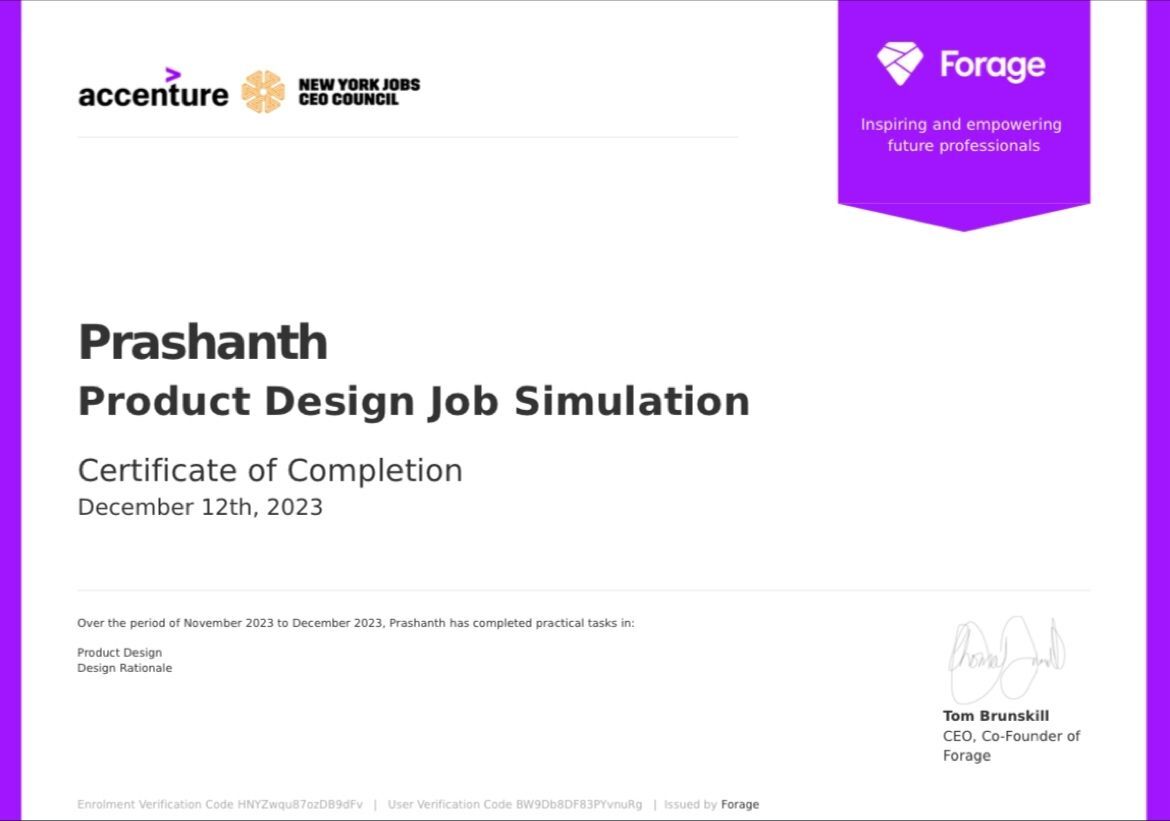 accenture
NEW YORK JOBS
CEO COUNCIL
Forage
Inspiring and empowering
future professionals
Prashanth
Product Design Job Simulation
Certificate of Completion
December 12th, 2023
Over the period of November 2023 to December 2023, Prashanth has completed practical tasks in:
Product Design
Design Rationale
Tom Brunskill
CEO, Co-Founder of
Forage
Enrolment Verification Code HNYZwqu87ozDB9dFv | User Verification Code BW9Db8DF83PYvnuRg | Issued by Forage